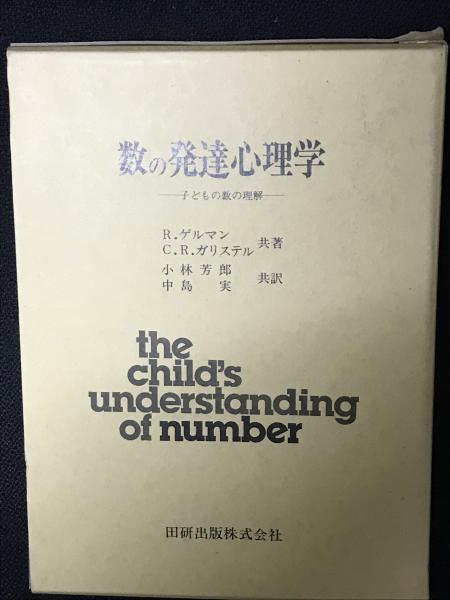 数の発達心理学
―子どもの数の理解―
R.ゲルマン
C.R.ガリステル 共著
小林芳郎
中島 実 共訳
the
child's
understanding
of number
田研出版株式会社